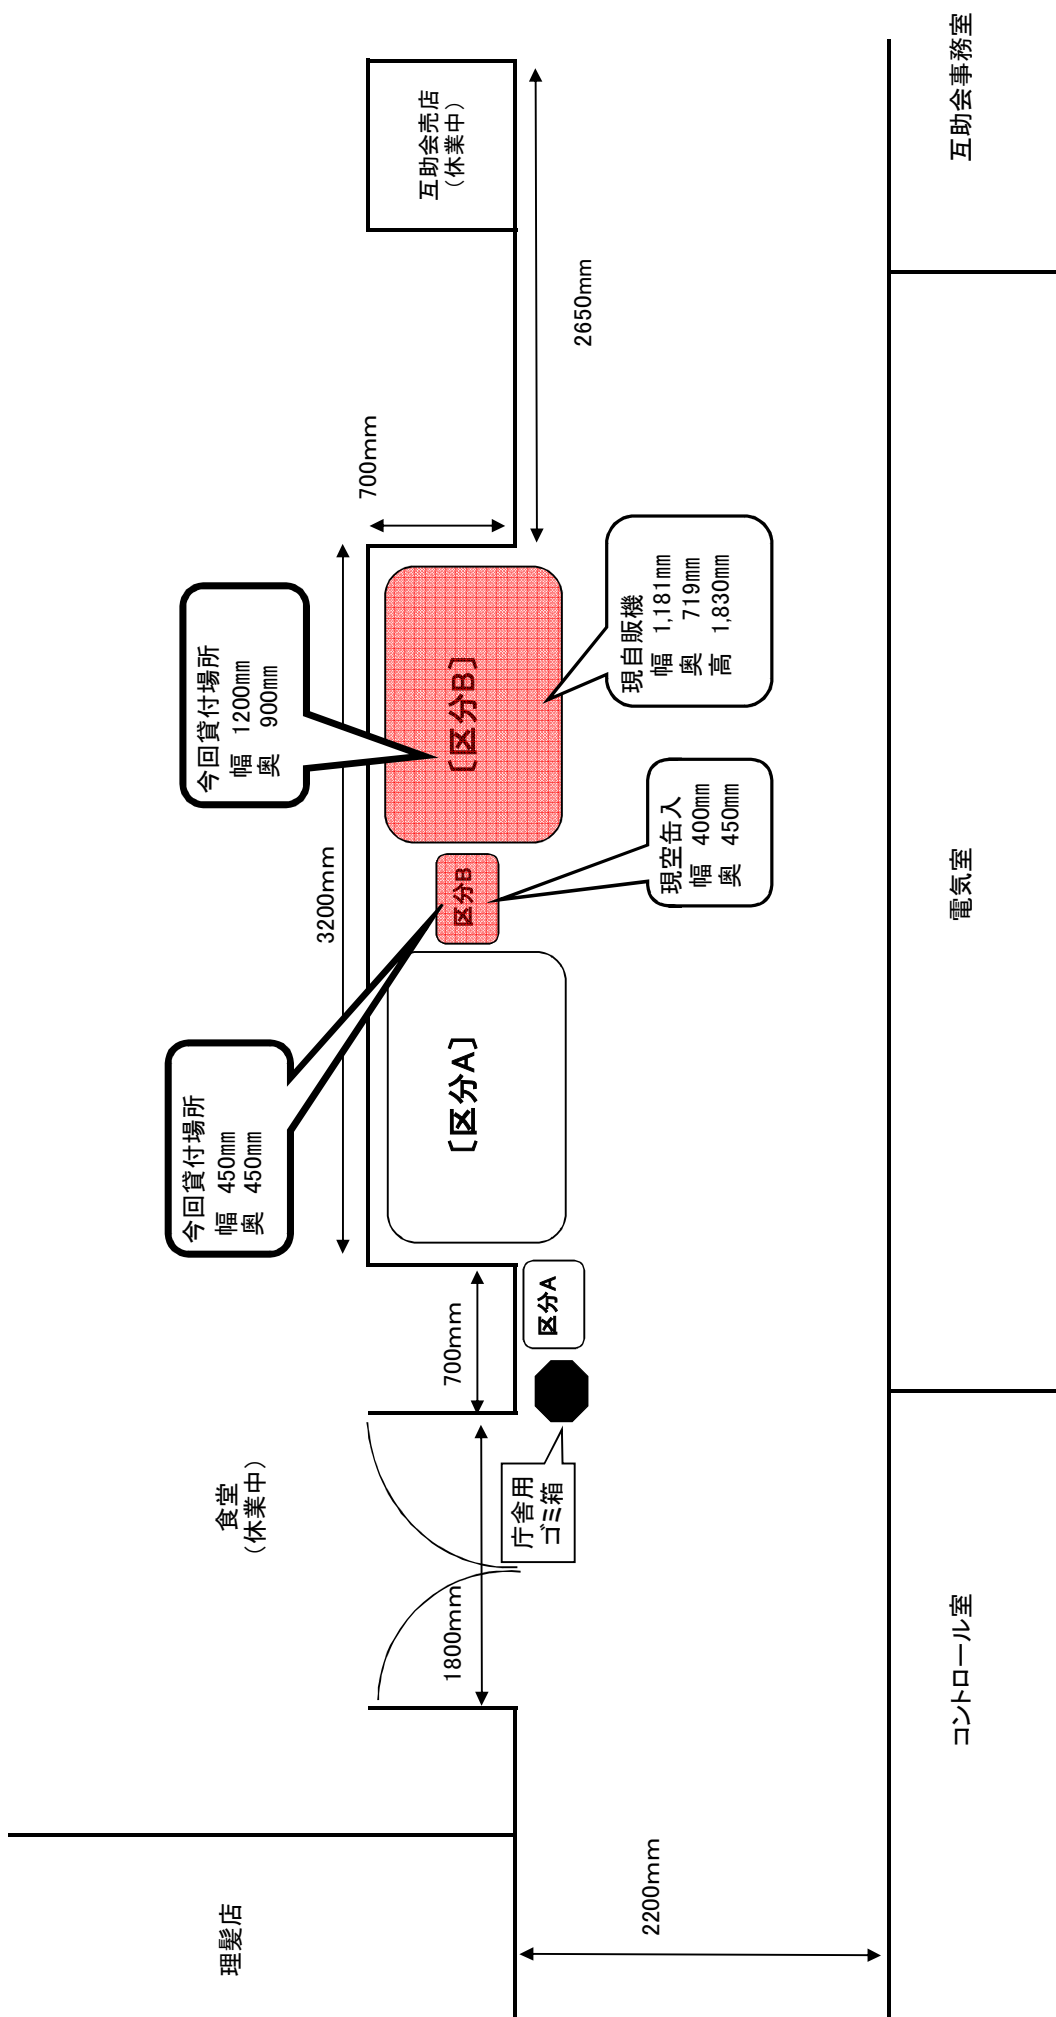 理髪店
食堂
（休業中）
互助会売店
（休業中）
今回貸付場所
幅　450mm
奥　450mm
今回貸付場所
幅　1200mm
奥　900mm
3200mm
700mm
2650mm
1800mm
700mm
［区分A］
区分B
［区分B］
区分A
庁舎用
ゴミ箱
現空缶入
幅　400mm
奥　450mm
現自販機
幅　1,181mm
奥　719mm
高　1,830mm
2200mm
コントロール室
電気室
互助会事務室